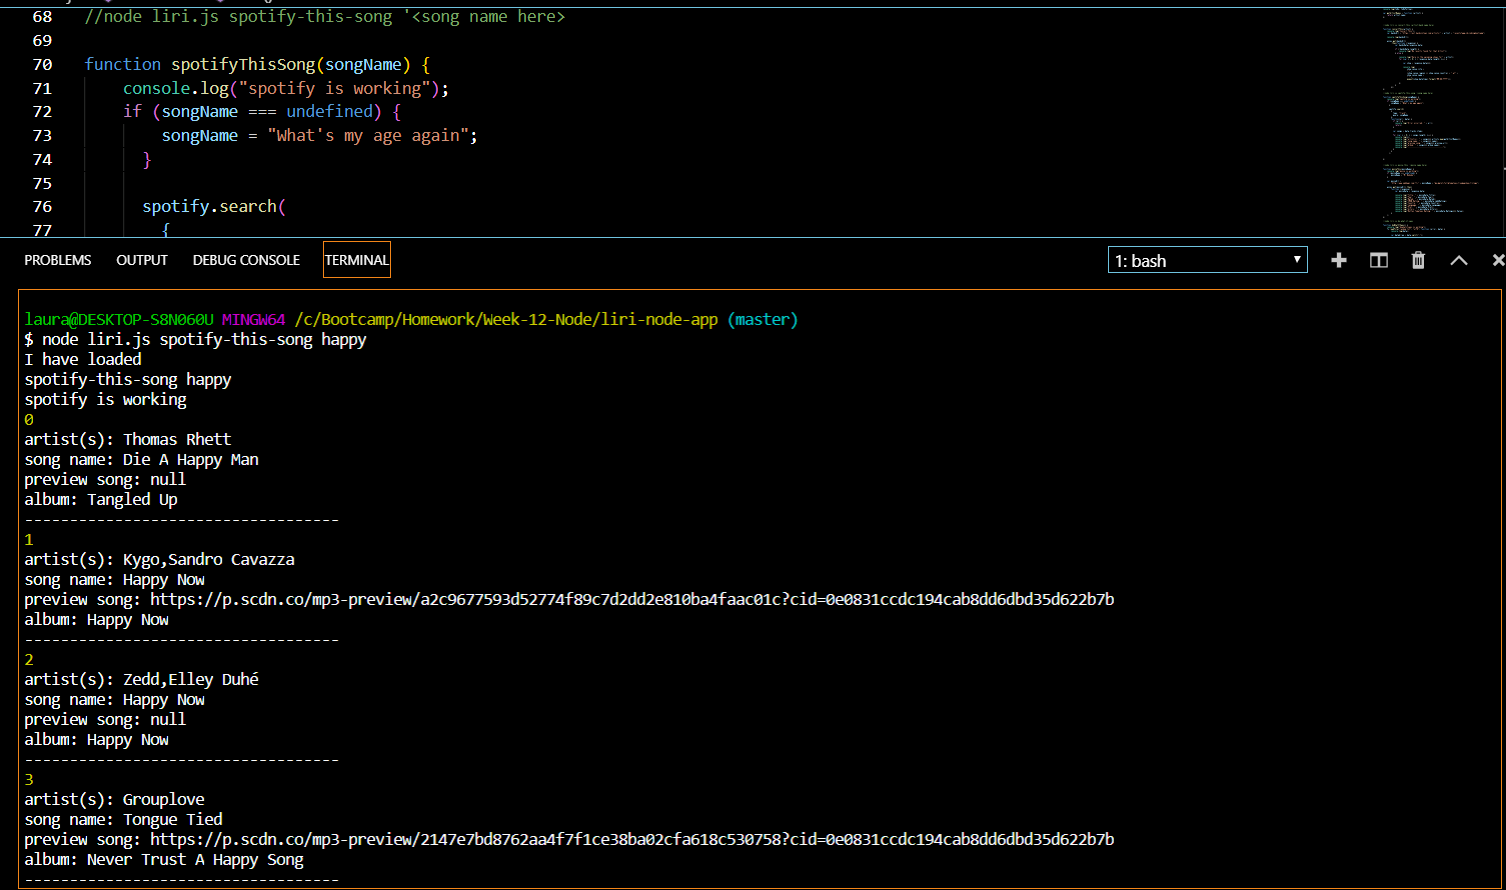 68 //node liri.js spotify-this-song '<song name here>
69
70 function spotifyThisSong(songName) {
71 console.log("spotify is working");
72 if (songName === undefined) {
73 songName = "What's my age again";
74 }
75
76 spotify.search(
77 {
PROBLEMS OUTPUT DEBUG CONSOLE TERMINAL 1: bash
laura@DESKTOP-S8N060U MINGW64 /c/Bootcamp/Homework/Week-12-Node/liri-node-app (master)
$ node liri.js spotify-this-song happy
I have loaded
spotify-this-song happy
spotify is working
0
artist(s): Thomas Rhett
song name: Die A Happy Man
preview song: null
album: Tangled Up
-----------------------------------
1
artist(s): Kygo,Sandro Cavazza
song name: Happy Now
preview song: https://p.scdn.co/mp3-preview/a2c9677593d52774f89c7d2dd2e810ba4faac01c?cid=0e0831ccdc194cab8dd6dbd35d622b7b
album: Happy Now
-----------------------------------
2
artist(s): Zedd,Elley Duhé
song name: Happy Now
preview song: null
album: Happy Now
-----------------------------------
3
artist(s): Grouplove
song name: Tongue Tied
preview song: https://p.scdn.co/mp3-preview/2147e7bd8762aa4f7f1ce38ba02cfa618c530758?cid=0e0831ccdc194cab8dd6dbd35d622b7b
album: Never Trust A Happy Song
-----------------------------------